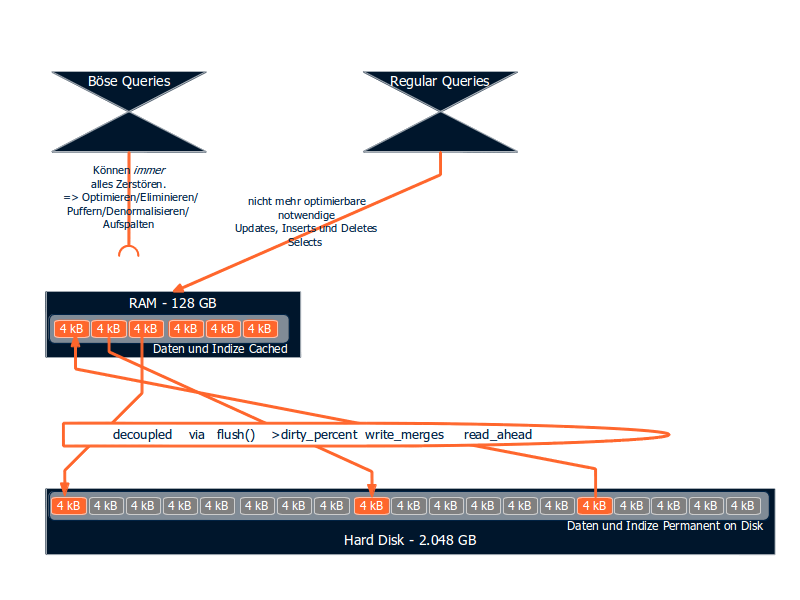 Böse Queries
Regular Queries
Können immer
alles Zerstören.
=> Optimieren/Eliminieren/
Puffern/Denormalisieren/
Aufspalten
nicht mehr optimierbare
notwendige
Updates, Inserts und Deletes
Selects
RAM - 128 GB
4 kB 4 kB 4 kB 4 kB 4 kB 4 kB
Daten und Indize Cached
decoupled via flush() >dirty_percent write_merges read_ahead
4 kB 4 kB 4 kB 4 kB 4 kB 4 kB 4 kB 4 kB 4 kB 4 kB 4 kB 4 kB 4 kB 4 kB 4 kB 4 kB 4 kB 4 kB 4 kB
Daten und Indize Permanent on Disk
Hard Disk - 2.048 GB